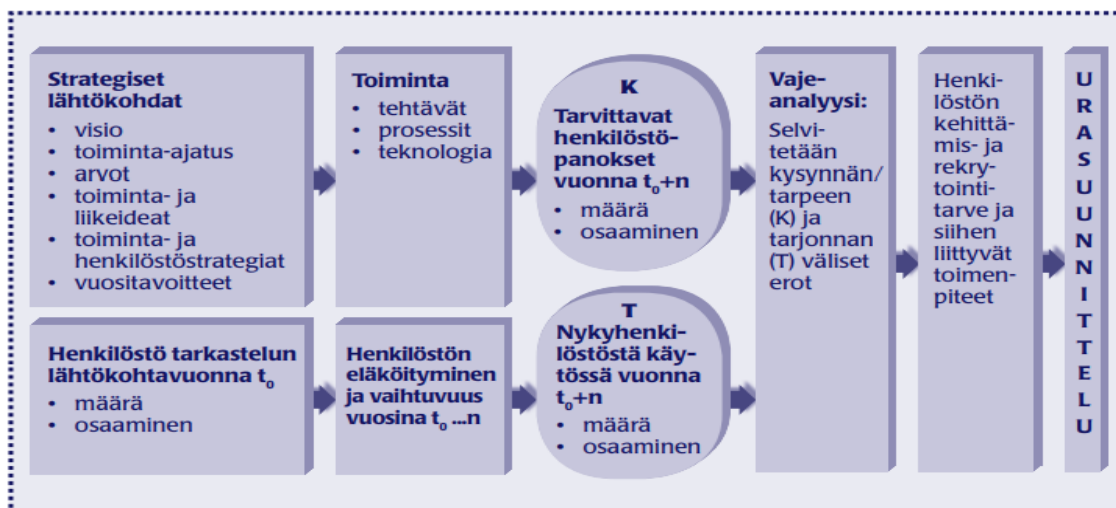 Strategiset
lähtökohdat
• visio
• toiminta-ajatus
• arvot
• toiminta- ja
liikeideat
• toiminta- ja
henkilöstöstrategiat
• vuositavoitteet
Toiminta
• tehtävät
• prosessit
• teknologia
K
Tarvittavat
henkilöstö-
panokset
vuonna t₀+n
• määrä
• osaaminen
Henkilöstö tarkastelun
lähtökohtavuonna t₀
• määrä
• osaaminen
Henkilöstön
eläköityminen
ja vaihtuvuus
vuosina t₀ ...n
T
Nykyhenki-
löstöstä käy-
tössä vuonna
t₀+n
• määrä
• osaaminen
Vaje-
analyysi:
Selvi-
tetään
kysynnän/
tarpeen
(K) ja
tarjonnan
(T) väliset
erot
Henki-
löstön
kehittä-
mis- ja
rekry-
tointi-
tarve ja
siihen
liittyvät
toimen-
piteet
U
R
A
S
U
U
N
N
I
T
T
E
L
U